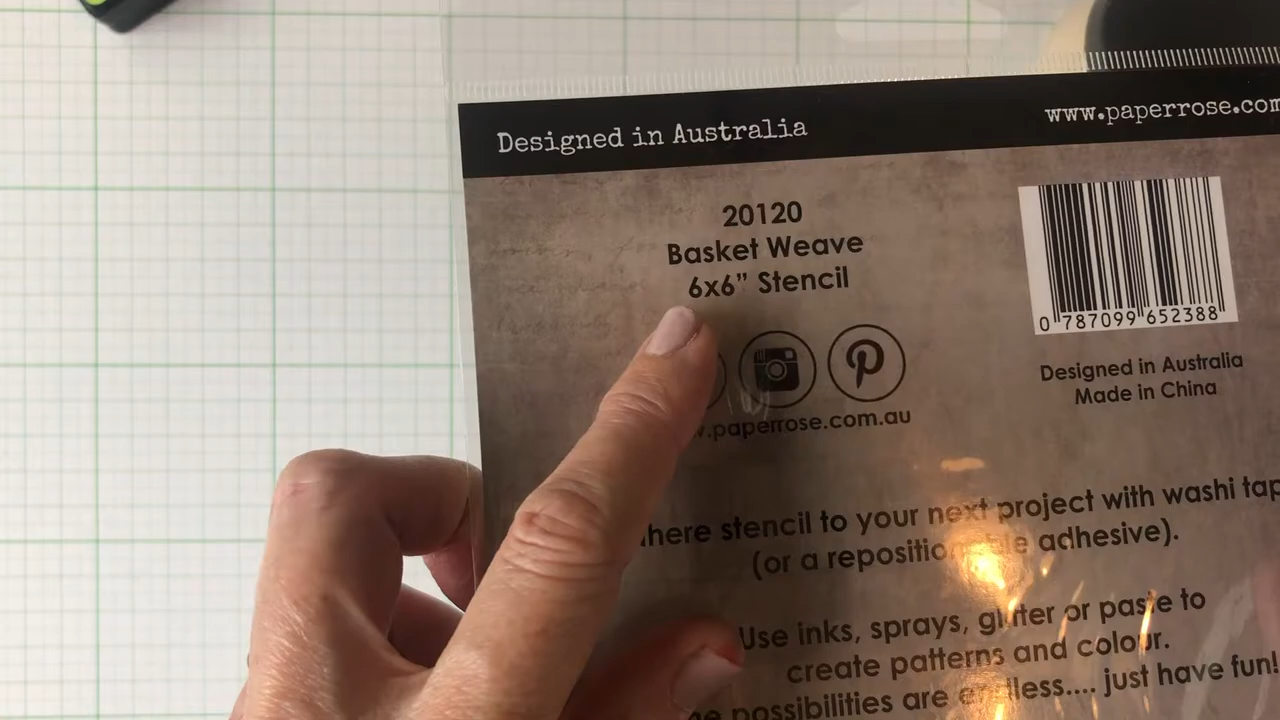 Designed in Australia
www.paperrose.com
20120
Basket Weave
6x6” Stencil
0 787099 652388
Designed in Australia
Made in China
.paperrose.com.au
stencil to your next project with washi
(or a adhesive).
Use inks, sprays, glitter or paste to
create patterns and colour.
possibilities are endless.... just have fun!